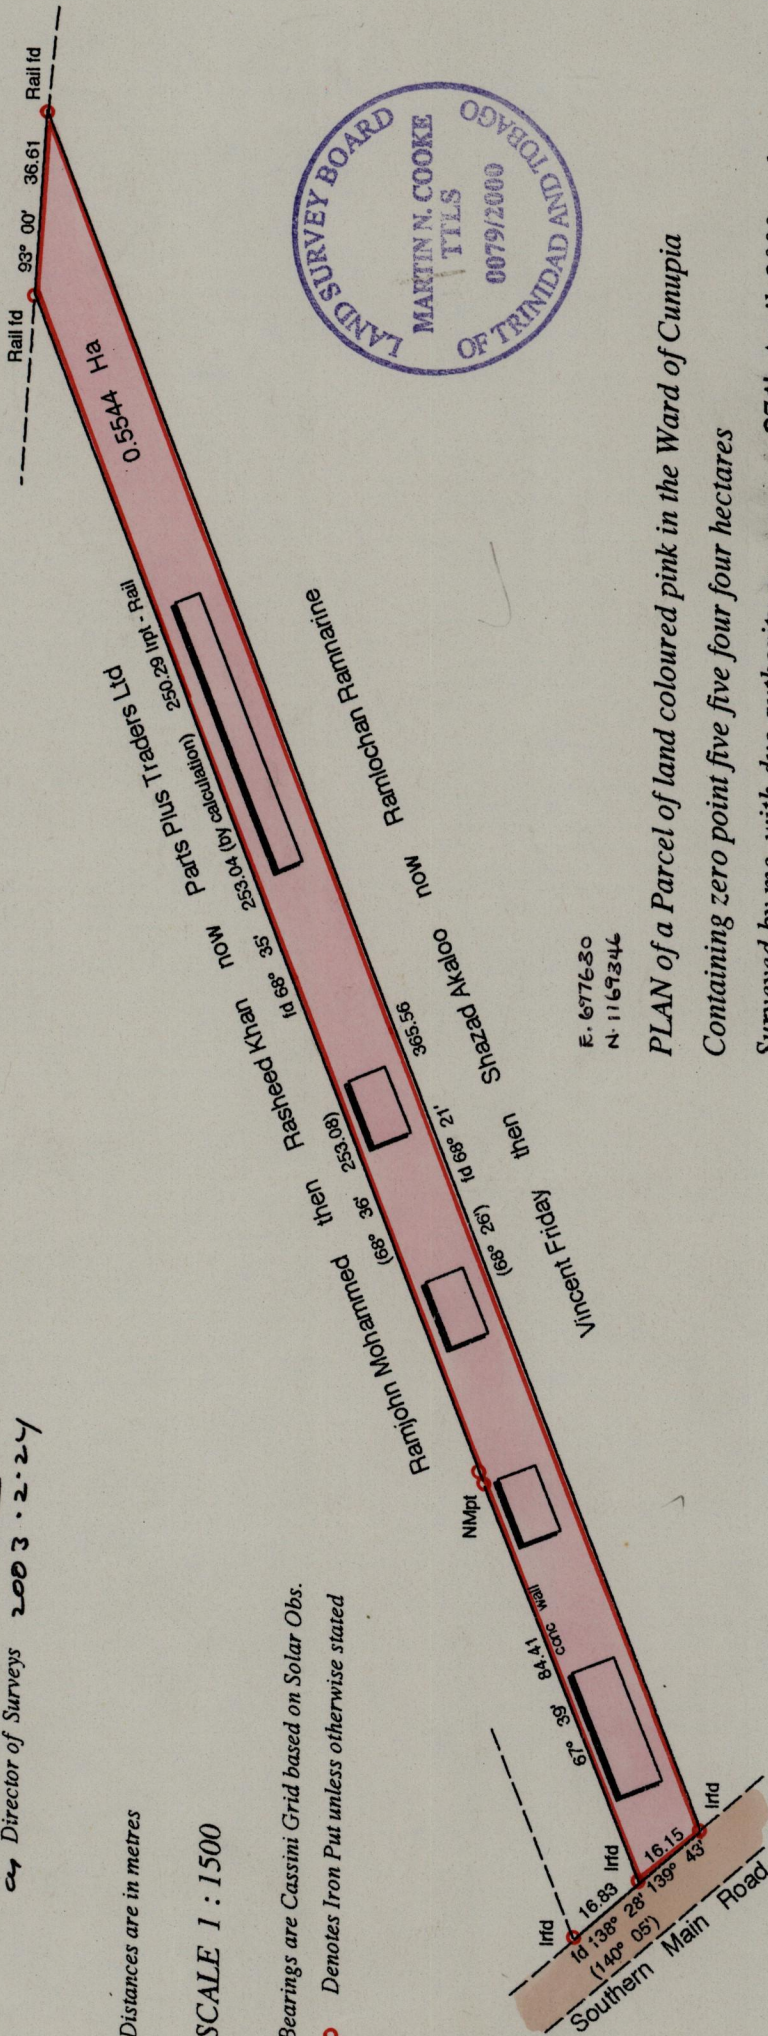 Director of Surveys 2003.2.24
Distances are in metres
SCALE 1 : 1500
Bearings are Cassini Grid based on Solar Obs.
Denotes Iron Put unless otherwise stated
Rail fd
93° 00' 36.61
Rail fd
0.5544 Ha
Ramjohn Mohammed then Rasheed Khan now Parts Plus Traders Ltd
(68° 36' 253.08) fd 68° 35' 253.04 (by calculation) 250.29 Irpt - Rail
NMpt
67° 39' 84.41
conc wall
(68° 26') fd 68° 21' 365.56
Vincent Friday then Shazad Akaloo now Ramlochan Ramnarine
Irfd
Irfd
Irfd
16.83 16.15
fd 138° 28' 139° 43'
(140° 05')
Southern Main Road
LAND SURVEY BOARD
MARTIN N. COOKE
TTLS
0079/2000
OF TRINIDAD AND TOBAGO
E. 677630
N. 1169346
PLAN of a Parcel of land coloured pink in the Ward of Cunupia
Containing zero point five five four four hectares
Surveyed by me, with due